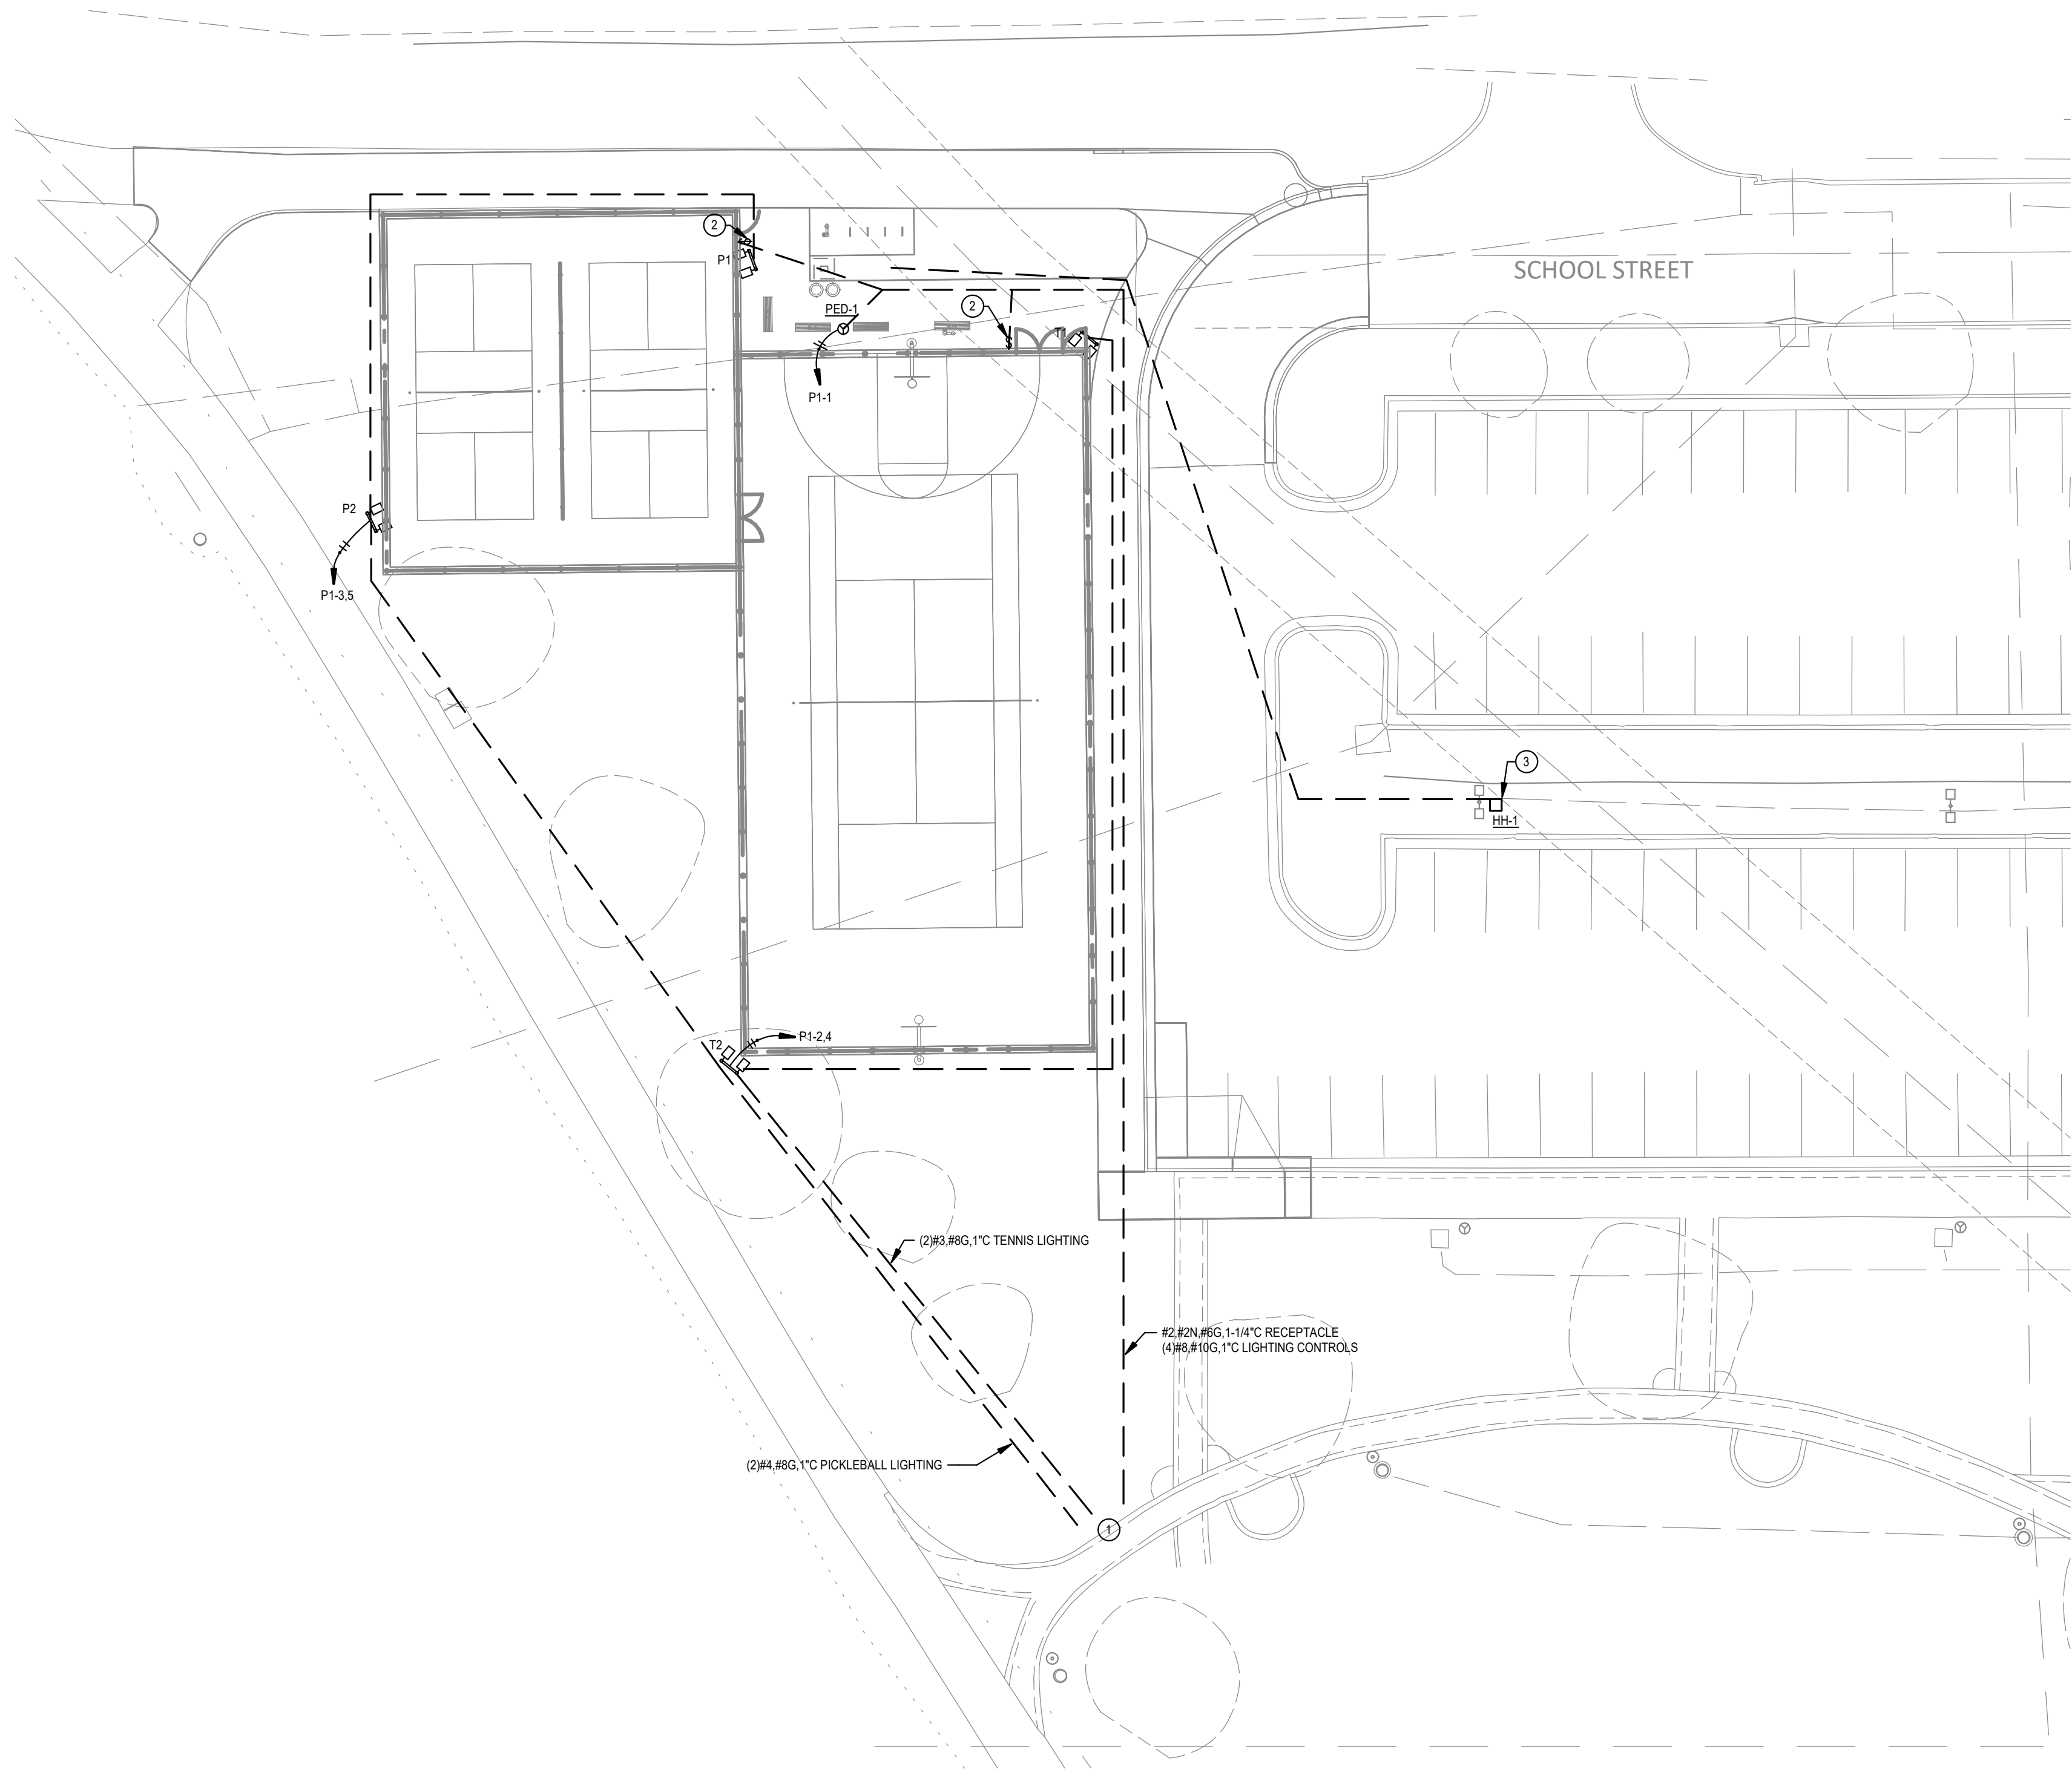 SCHOOL STREET
2
P1
PED-1
2
T1
P1-1
P2
P1-3,5
3
HH-1
T2
P1-2,4
(2)#3,#8G,1"C TENNIS LIGHTING
#2,#2N,#6G,1-1/4"C RECEPTACLE
(4)#8,#10G,1"C LIGHTING CONTROLS
(2)#4,#8G,1"C PICKLEBALL LIGHTING
1